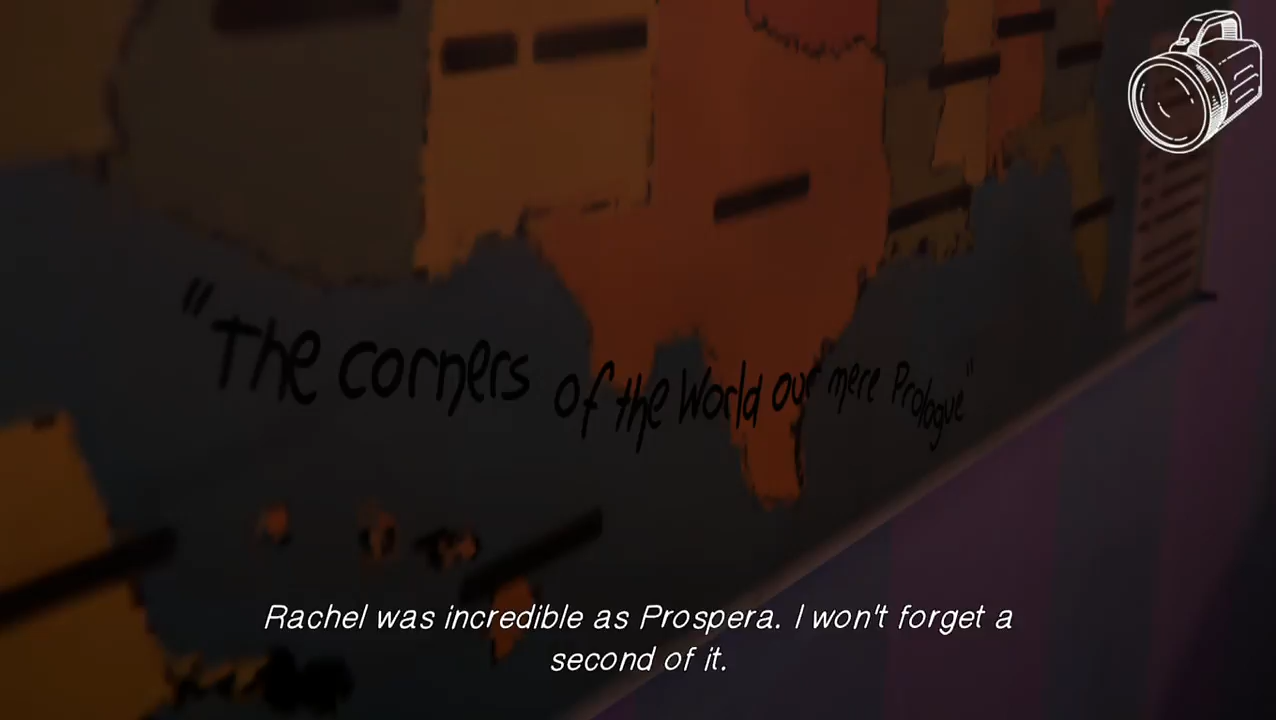 "The corners of the World our mere Prologue"
Rachel was incredible as Prospera. I won't forget a
second of it.